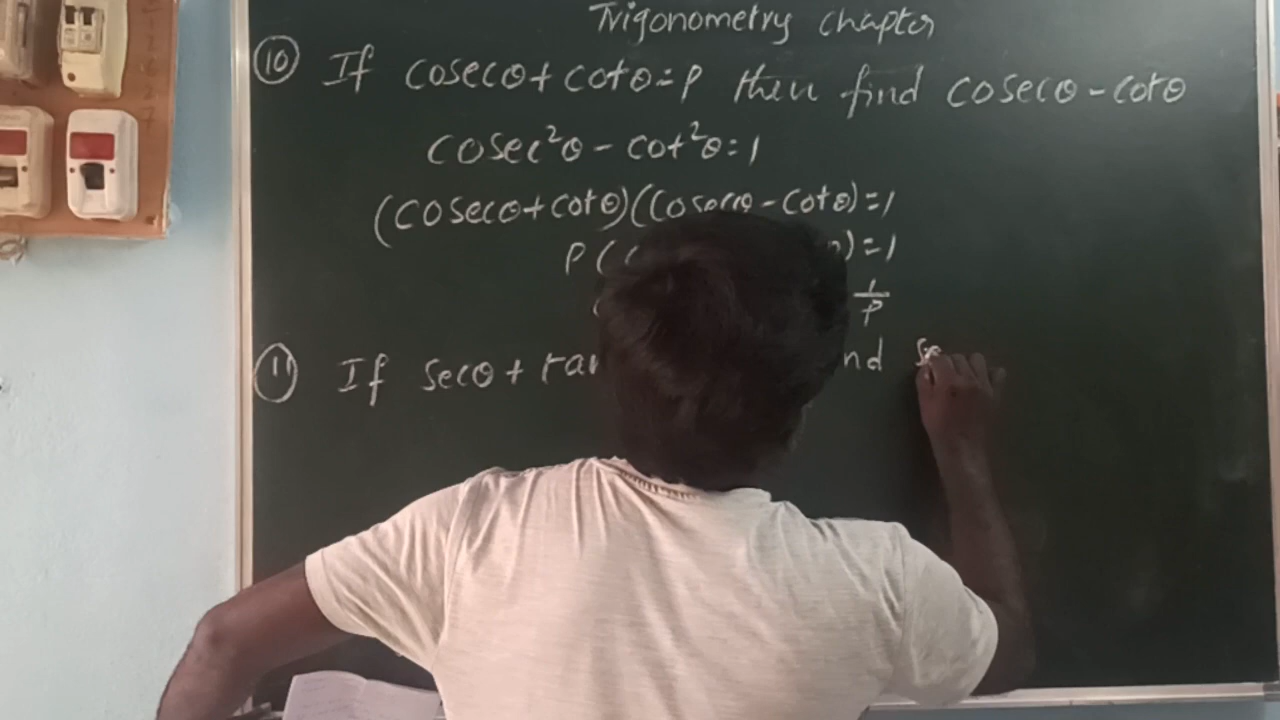 Trigonometry chapter
10 If cosecθ + cotθ = P then find cosecθ - cotθ
cosec²θ - cot²θ = 1
(cosecθ + cotθ)(cosecθ - cotθ) = 1
P( ) = 1
1/P
11 If secθ + tan nd se